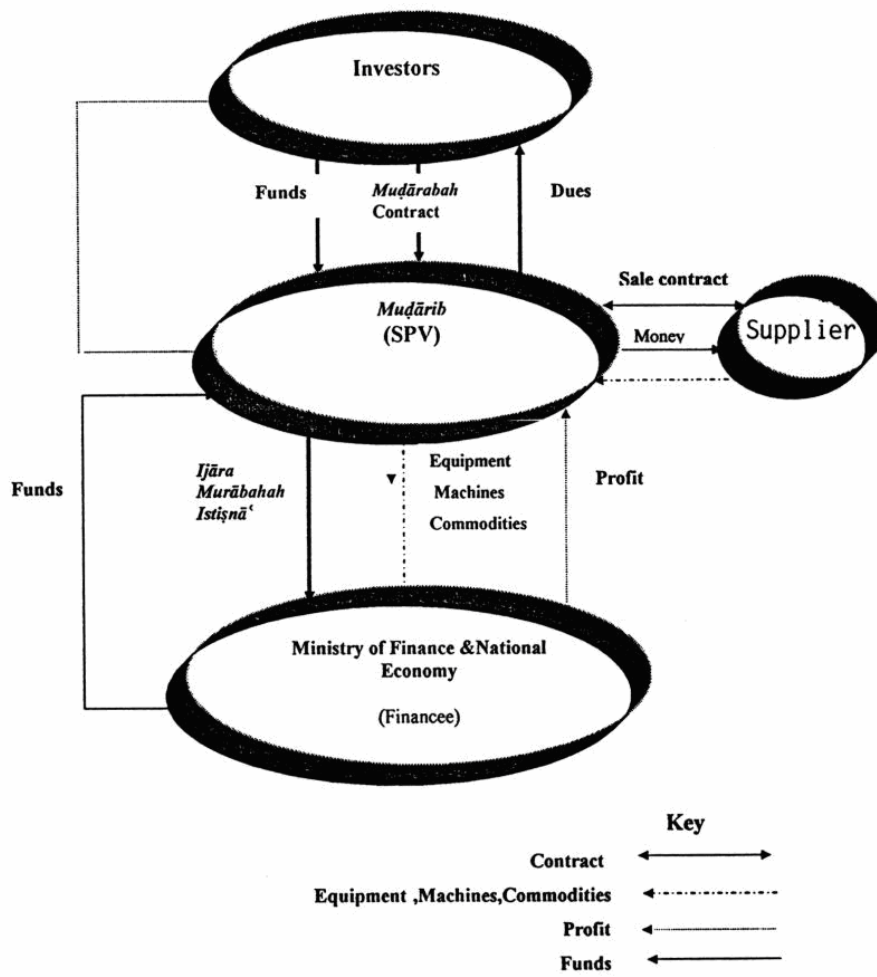 Investors
Funds
Muḍārabah
Contract
Dues
Muḍārib
(SPV)
Sale contract
Money
Supplier
Funds
Ijāra
Murābahah
Istiṣnāʿ
Equipment
Machines
Commodities
Profit
Ministry of Finance &National
Economy
(Financee)
Key
Contract
Equipment ,Machines,Commodities
Profit
Funds